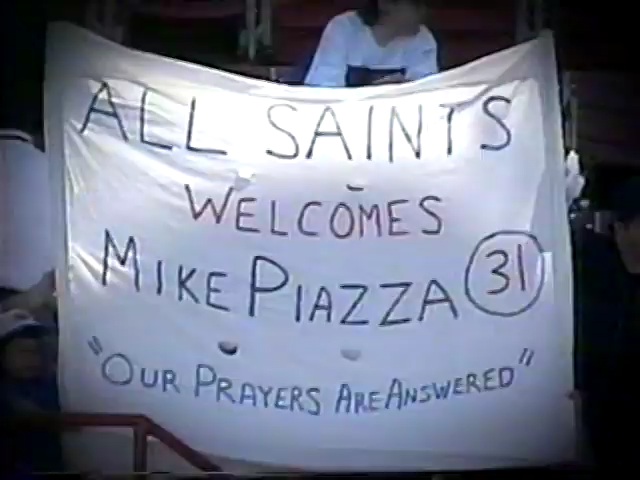 ALL SAINTS
WELCOMES
MIKE PIAZZA 31
"OUR PRAYERS ARE ANSWERED"